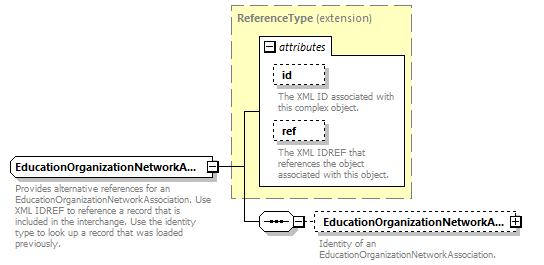 ReferenceType (extension)
attributes
id
The XML ID associated with
this complex object.
ref
The XML IDREF that
references the object
associated with this object.
EducationOrganizationNetworkA...
Provides alternative references for an
EducationOrganizationNetworkAssociation. Use
XML IDREF to reference a record that is
included in the interchange. Use the identity
type to look up a record that was loaded
previously.
EducationOrganizationNetworkA...
Identity of an
EducationOrganizationNetworkAssociation.